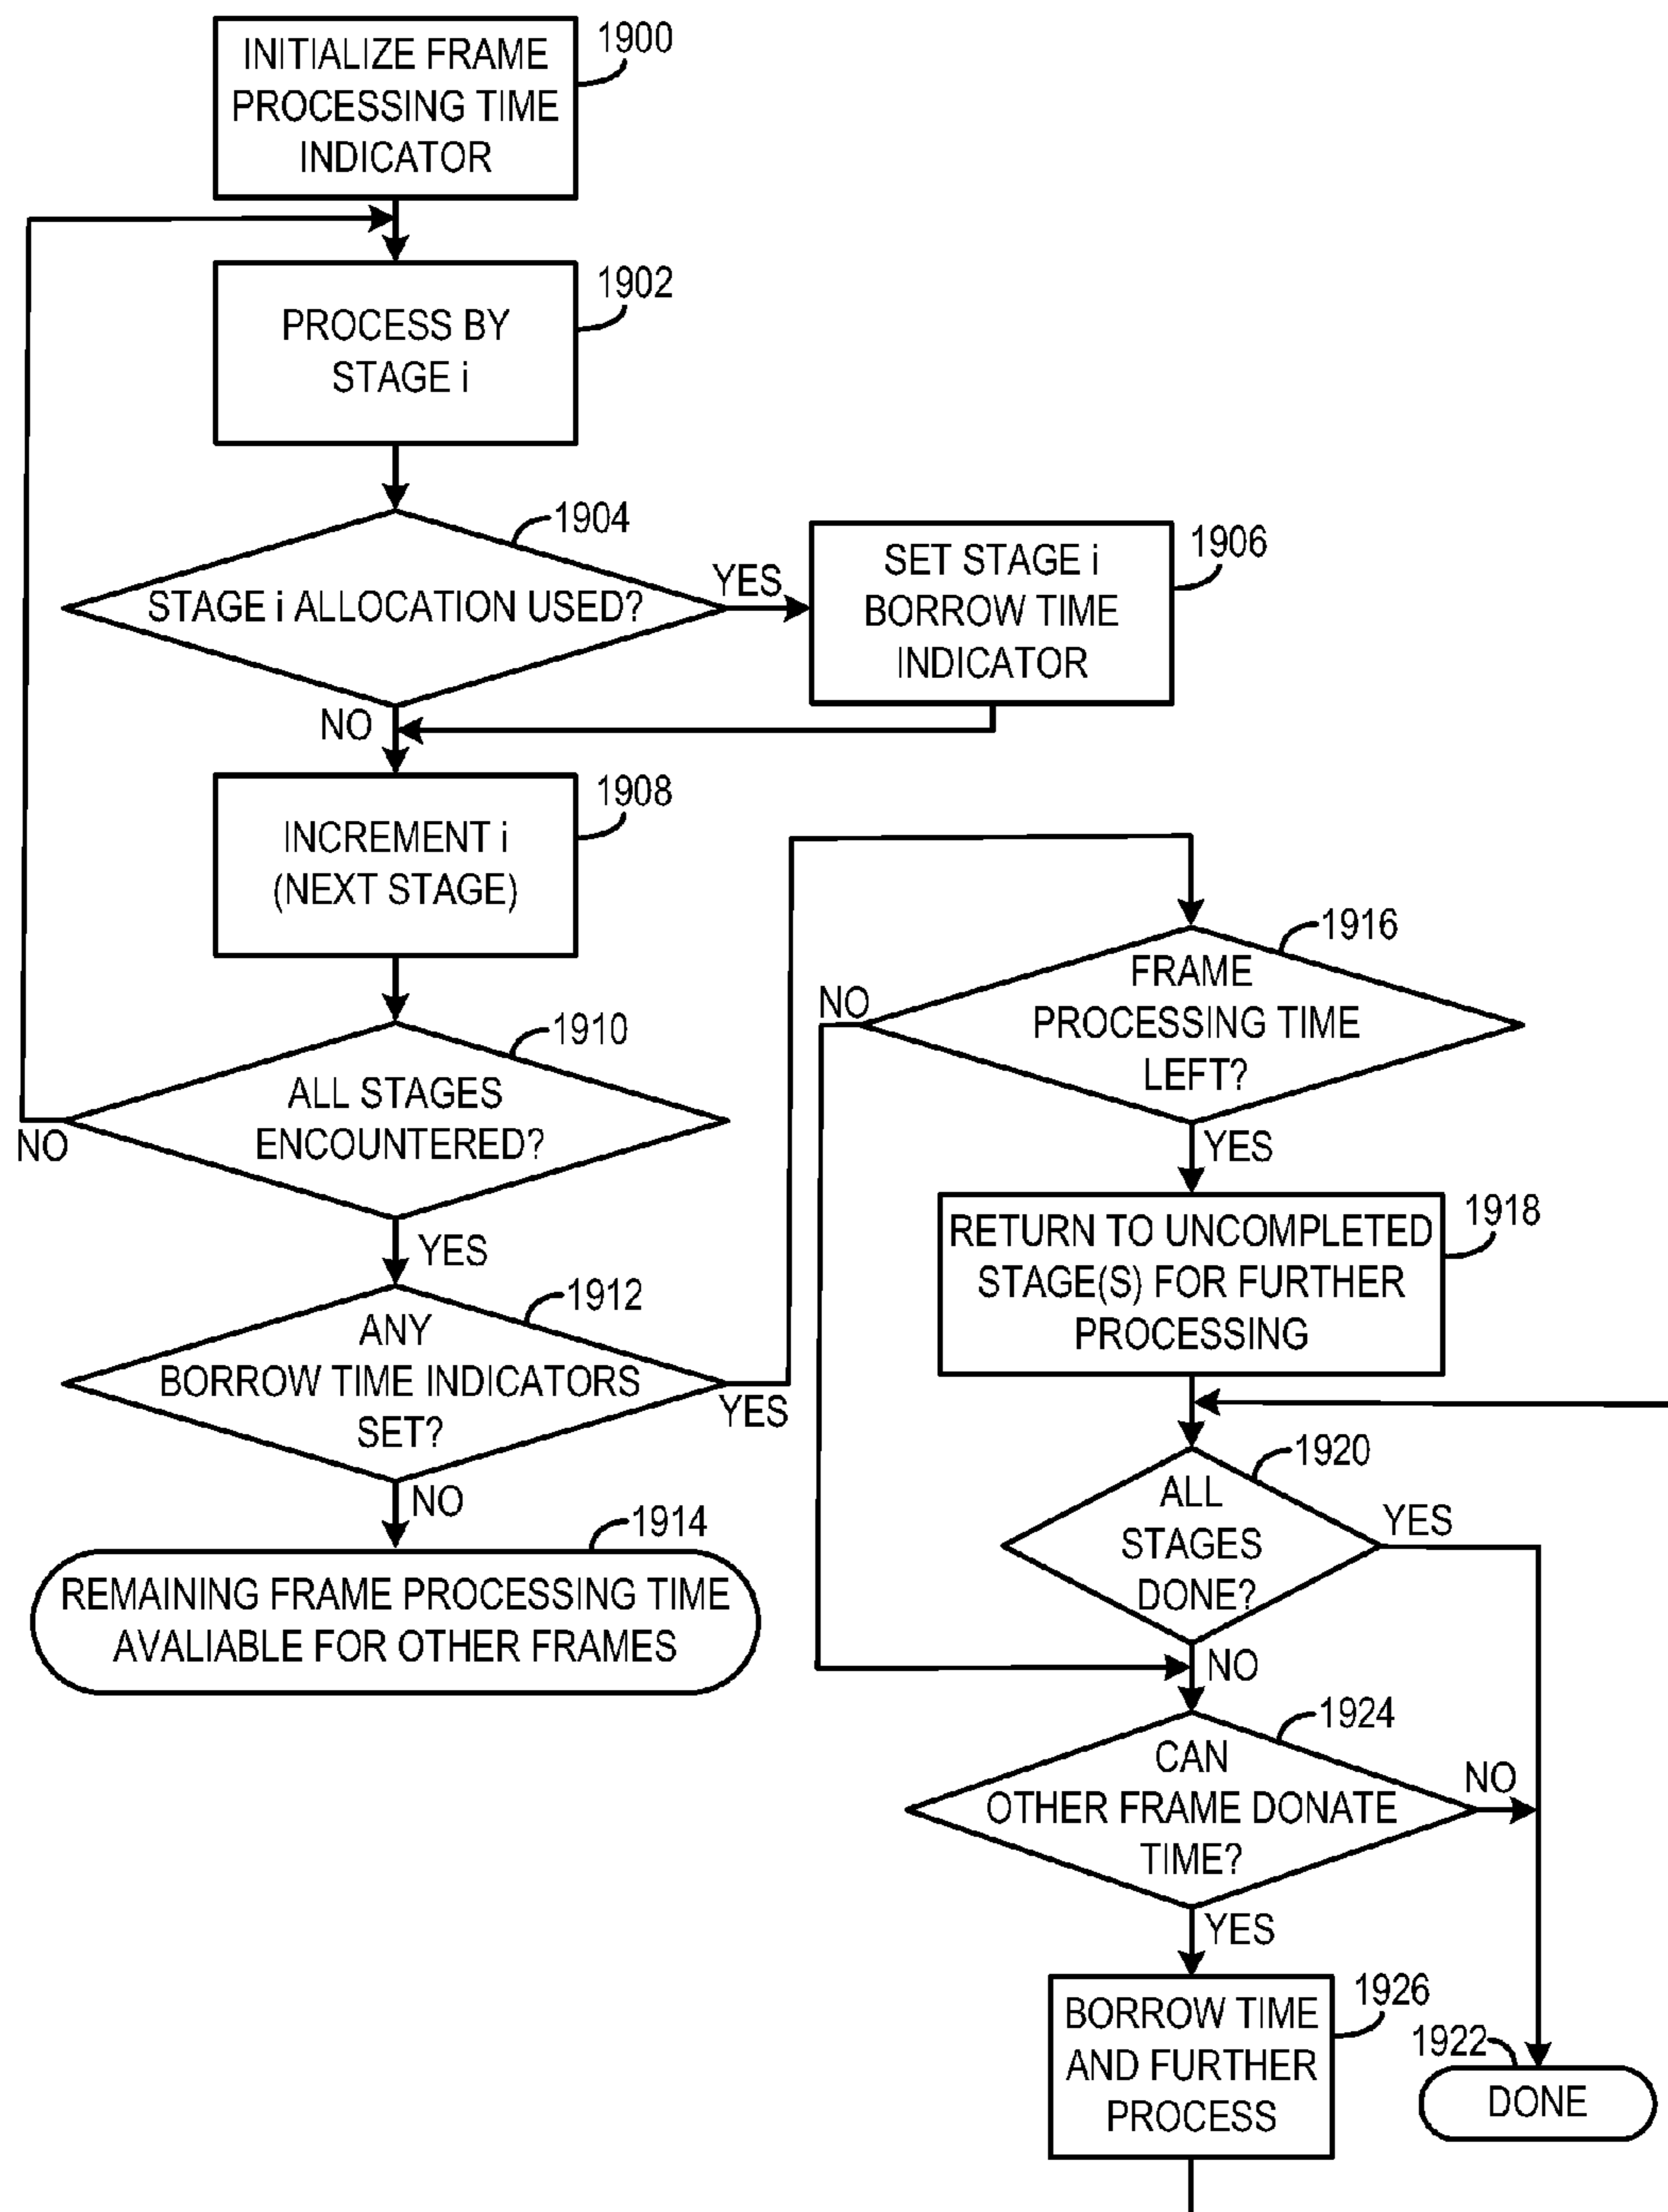 INITIALIZE FRAME
PROCESSING TIME
INDICATOR
1900
PROCESS BY
STAGE i
1902
STAGE i ALLOCATION USED?
1904
YES
NO
SET STAGE i
BORROW TIME
INDICATOR
1906
INCREMENT i
(NEXT STAGE)
1908
ALL STAGES
ENCOUNTERED?
1910
NO
YES
ANY
BORROW TIME INDICATORS
SET?
1912
YES
NO
1914
REMAINING FRAME PROCESSING TIME
AVALIABLE FOR OTHER FRAMES
1916
FRAME
PROCESSING TIME
LEFT?
NO
YES
RETURN TO UNCOMPLETED
STAGE(S) FOR FURTHER
PROCESSING
1918
1920
ALL
STAGES
DONE?
YES
NO
1924
CAN
OTHER FRAME DONATE
TIME?
NO
YES
BORROW TIME
AND FURTHER
PROCESS
1926
1922
DONE